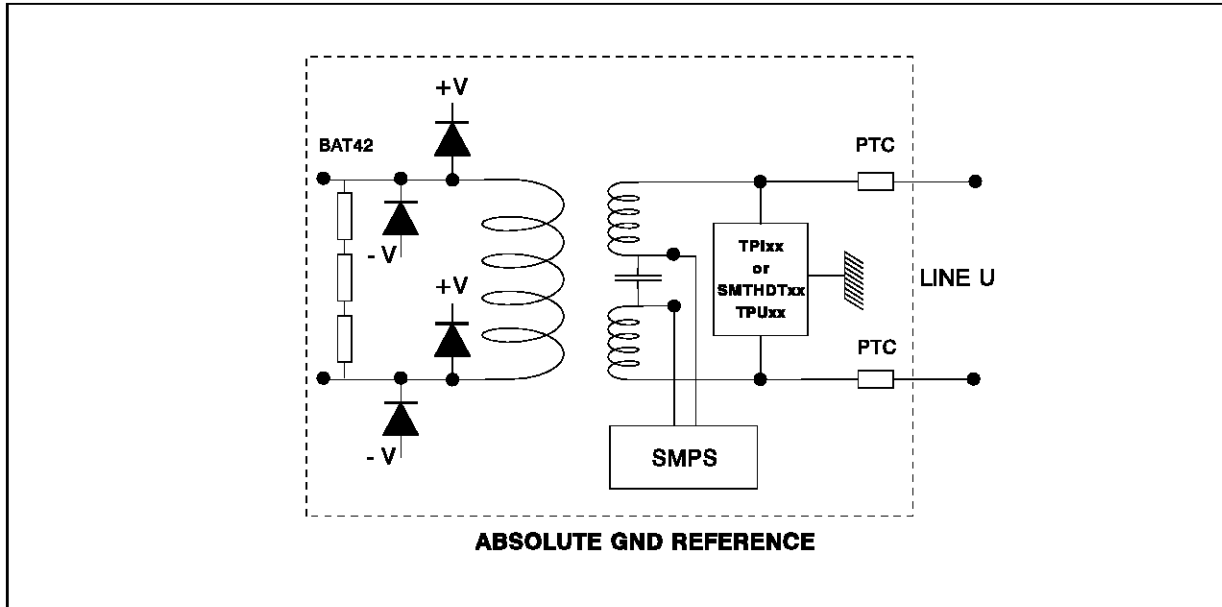 +V
BAT42
PTC
- V
TPIxx
or
SMTHDTxx
TPUxx
LINE U
+V
PTC
- V
SMPS
ABSOLUTE GND REFERENCE